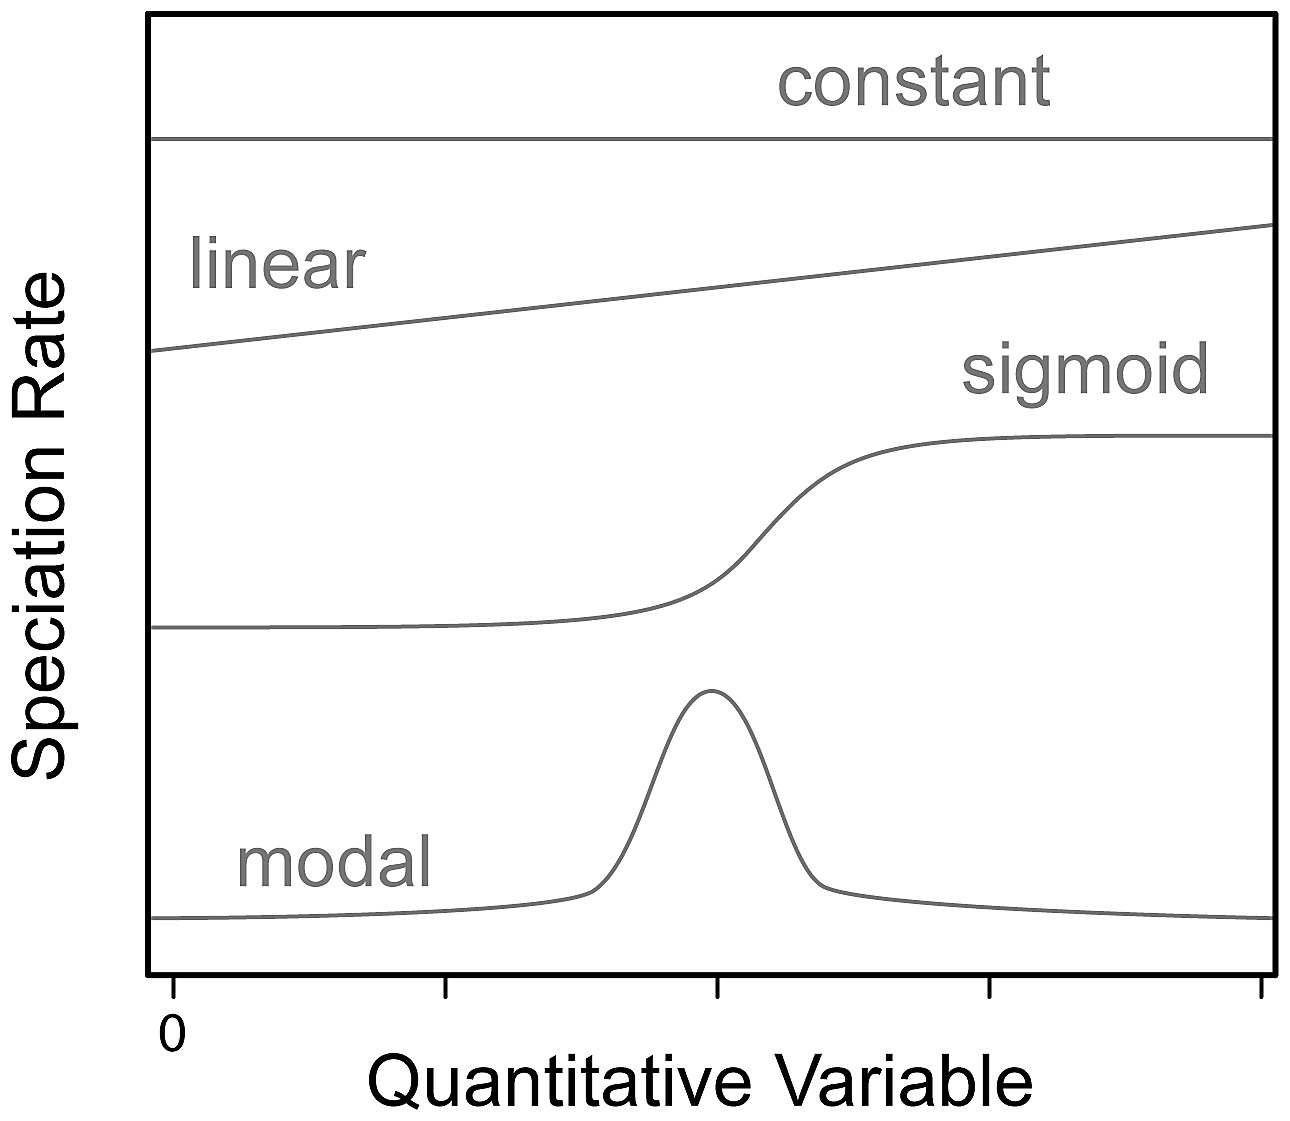 constant
linear
sigmoid
modal
Speciation Rate
0
Quantitative Variable